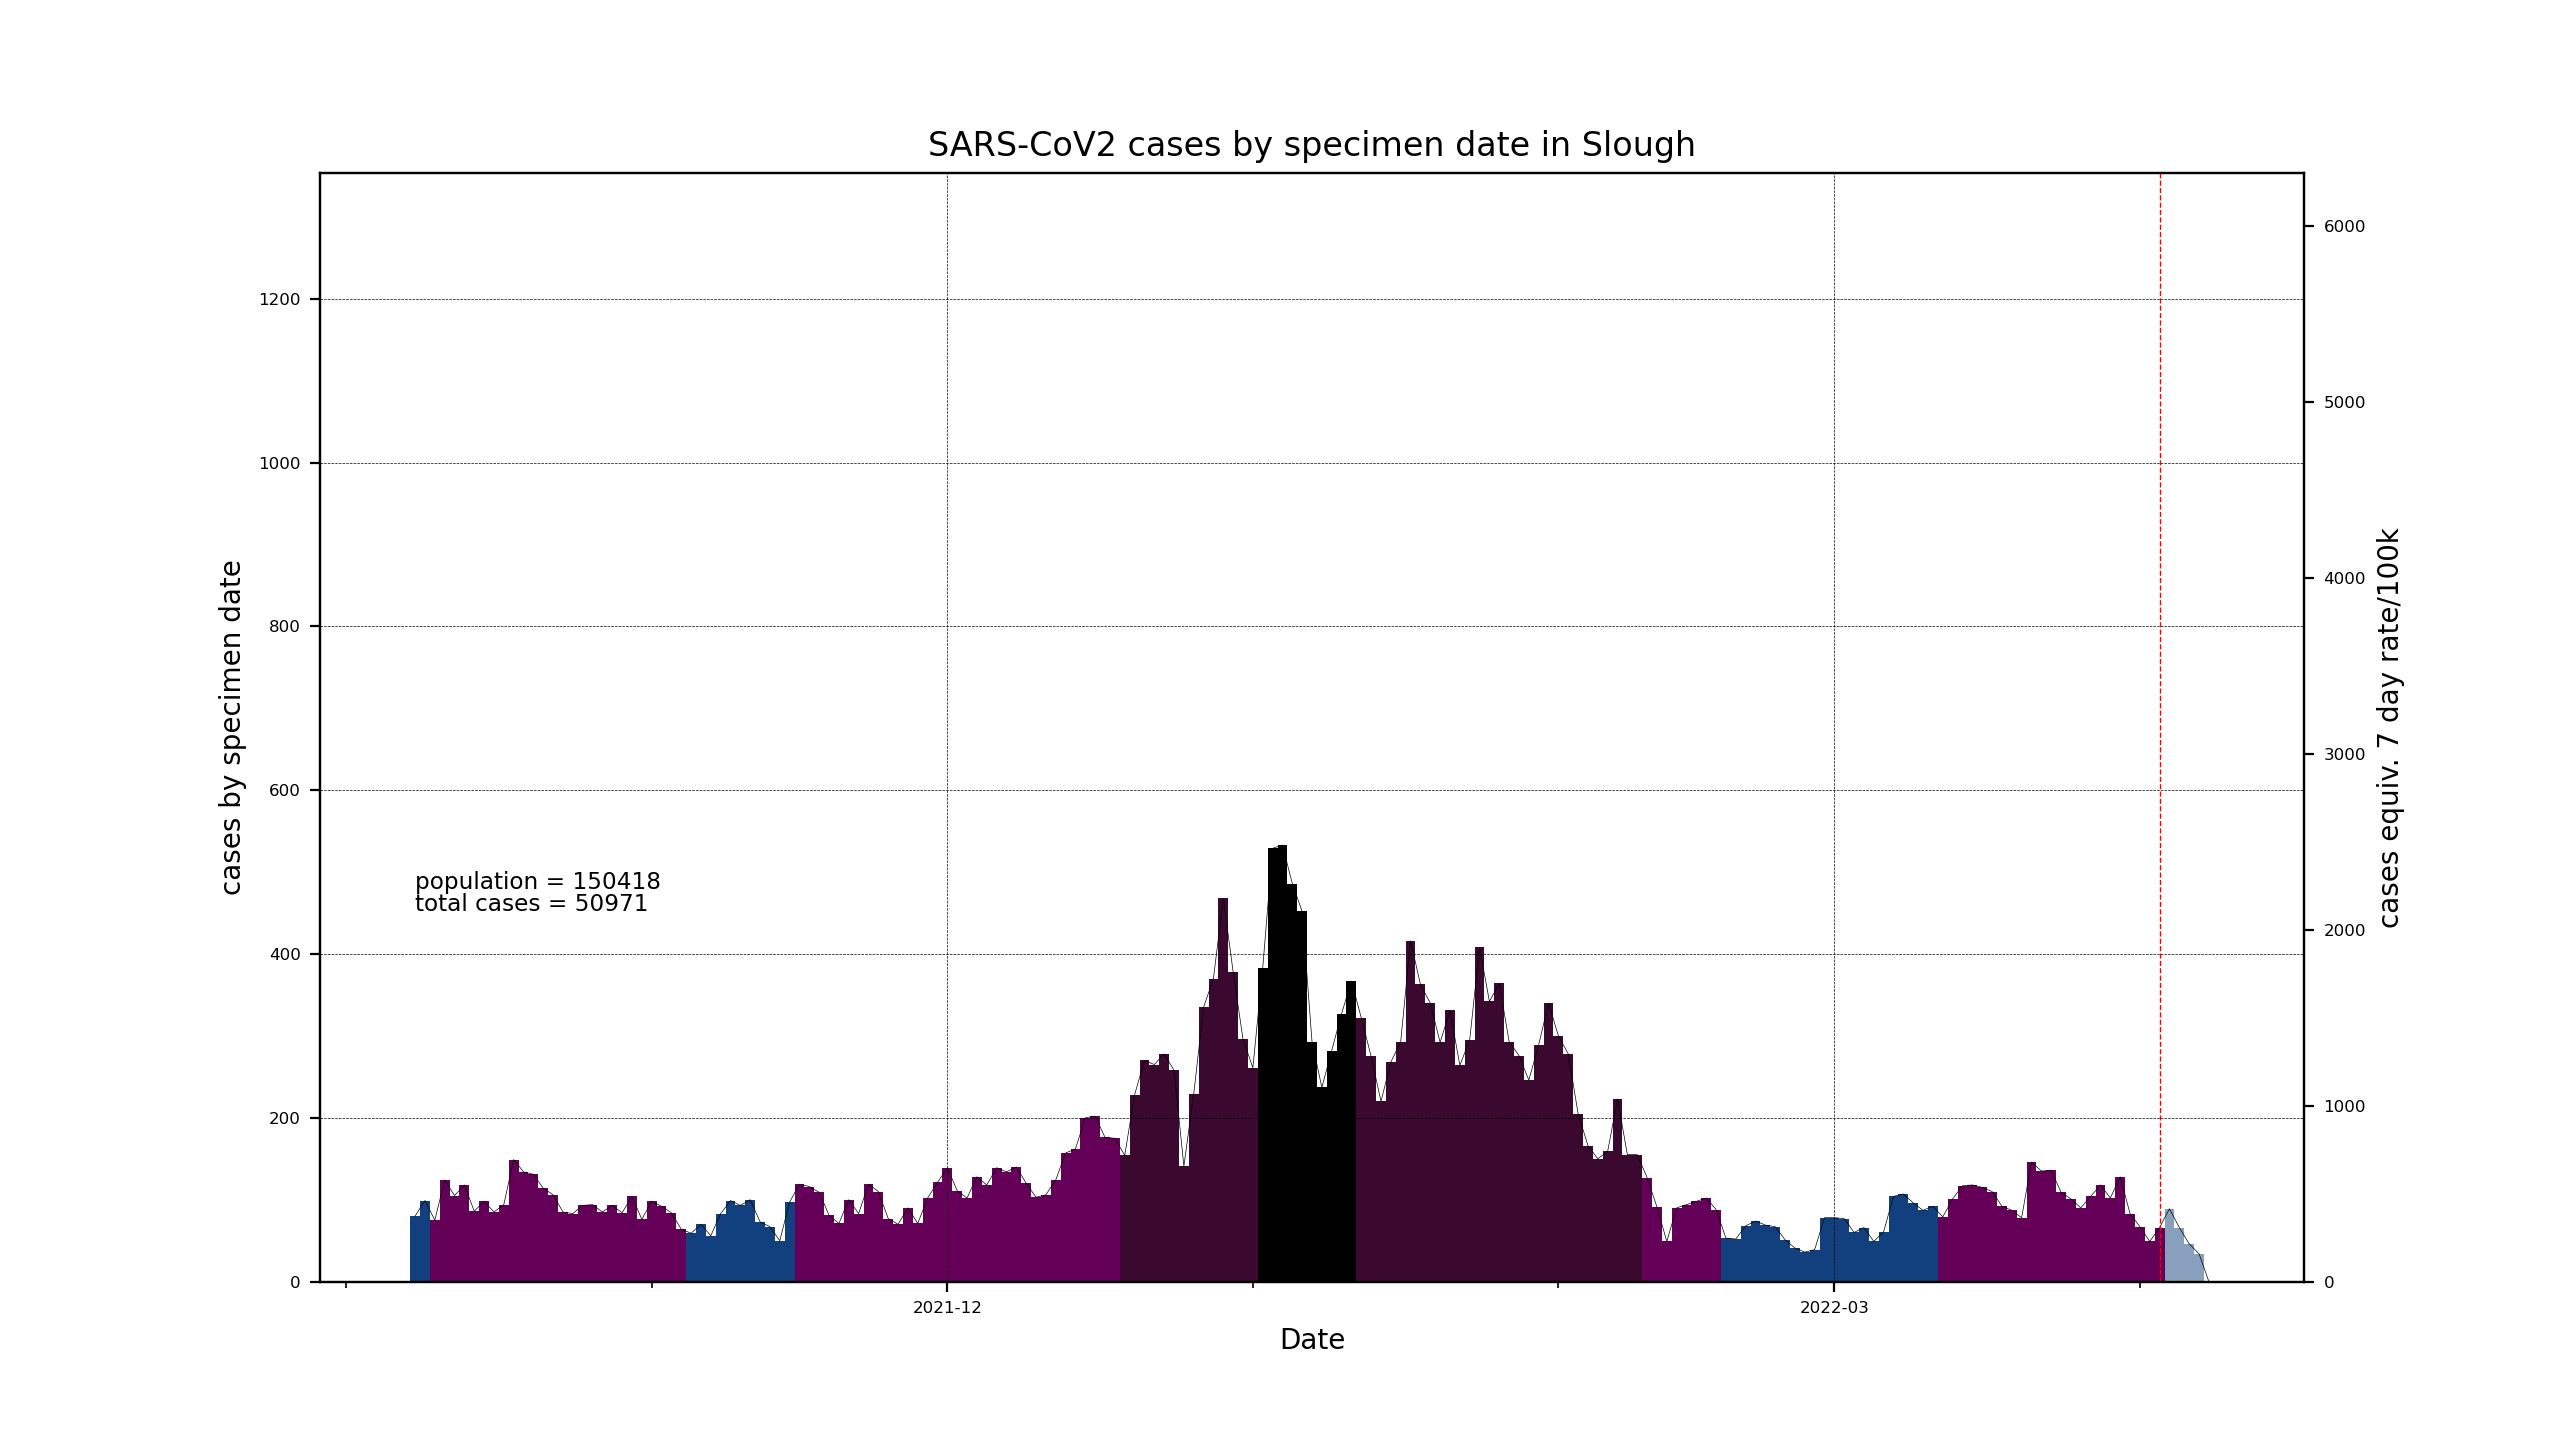 SARS-CoV2 cases by specimen date in Slough
cases by specimen date
1200
1000
800
600
400
200
0
population = 150418
total cases = 50971
6000
5000
4000
3000
2000
1000
0
cases equiv. 7 day rate/100k
2021-12
2022-03
Date